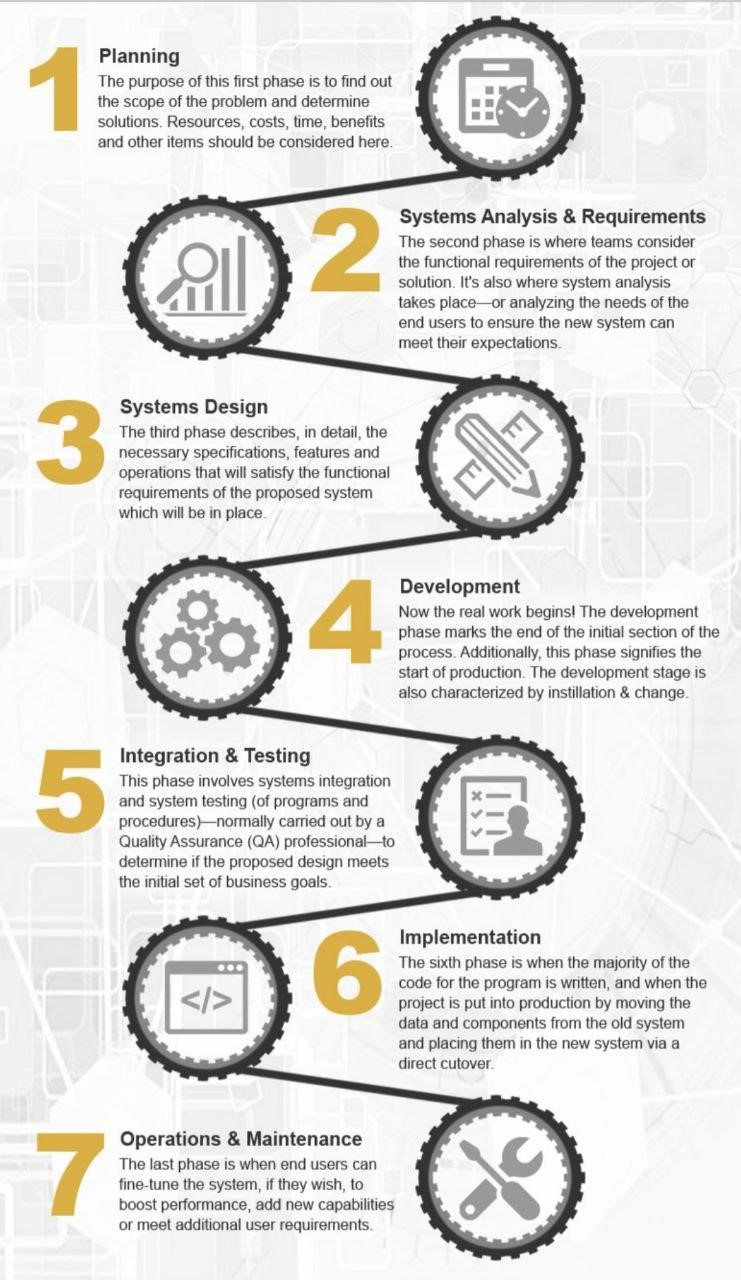 1
Planning
The purpose of this first phase is to find out
the scope of the problem and determine
solutions. Resources, costs, time, benefits
and other items should be considered here.
2
Systems Analysis & Requirements
The second phase is where teams consider
the functional requirements of the project or
solution. It's also where system analysis
takes place—or analyzing the needs of the
end users to ensure the new system can
meet their expectations.
3
Systems Design
The third phase describes, in detail, the
necessary specifications, features and
operations that will satisfy the functional
requirements of the proposed system
which will be in place.
4
Development
Now the real work begins! The development
phase marks the end of the initial section of the
process. Additionally, this phase signifies the
start of production. The development stage is
also characterized by instillation & change.
5
Integration & Testing
This phase involves systems integration
and system testing (of programs and
procedures)—normally carried out by a
Quality Assurance (QA) professional—to
determine if the proposed design meets
the initial set of business goals.
6
Implementation
The sixth phase is when the majority of the
code for the program is written, and when the
project is put into production by moving the
data and components from the old system
and placing them in the new system via a
direct cutover.
</>
7
Operations & Maintenance
The last phase is when end users can
fine-tune the system, if they wish, to
boost performance, add new capabilities
or meet additional user requirements.